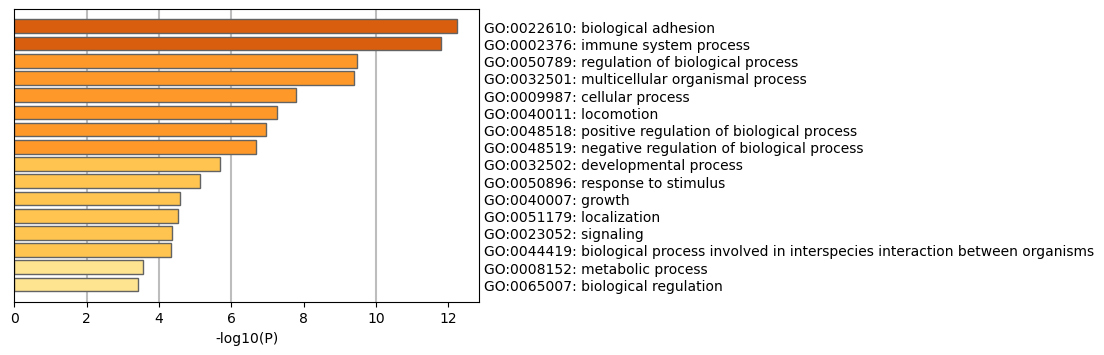 GO:0022610: biological adhesion
GO:0002376: immune system process
GO:0050789: regulation of biological process
GO:0032501: multicellular organismal process
GO:0009987: cellular process
GO:0040011: locomotion
GO:0048518: positive regulation of biological process
GO:0048519: negative regulation of biological process
GO:0032502: developmental process
GO:0050896: response to stimulus
GO:0040007: growth
GO:0051179: localization
GO:0023052: signaling
GO:0044419: biological process involved in interspecies interaction between organisms
GO:0008152: metabolic process
GO:0065007: biological regulation
0 2 4 6 8 10 12
-log10(P)